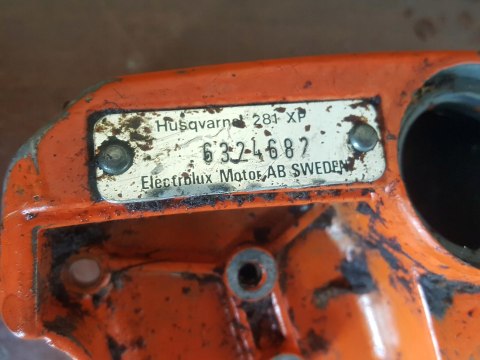 Husqvarna 281 XP
6324687
Electrolux Motor AB SWEDEN